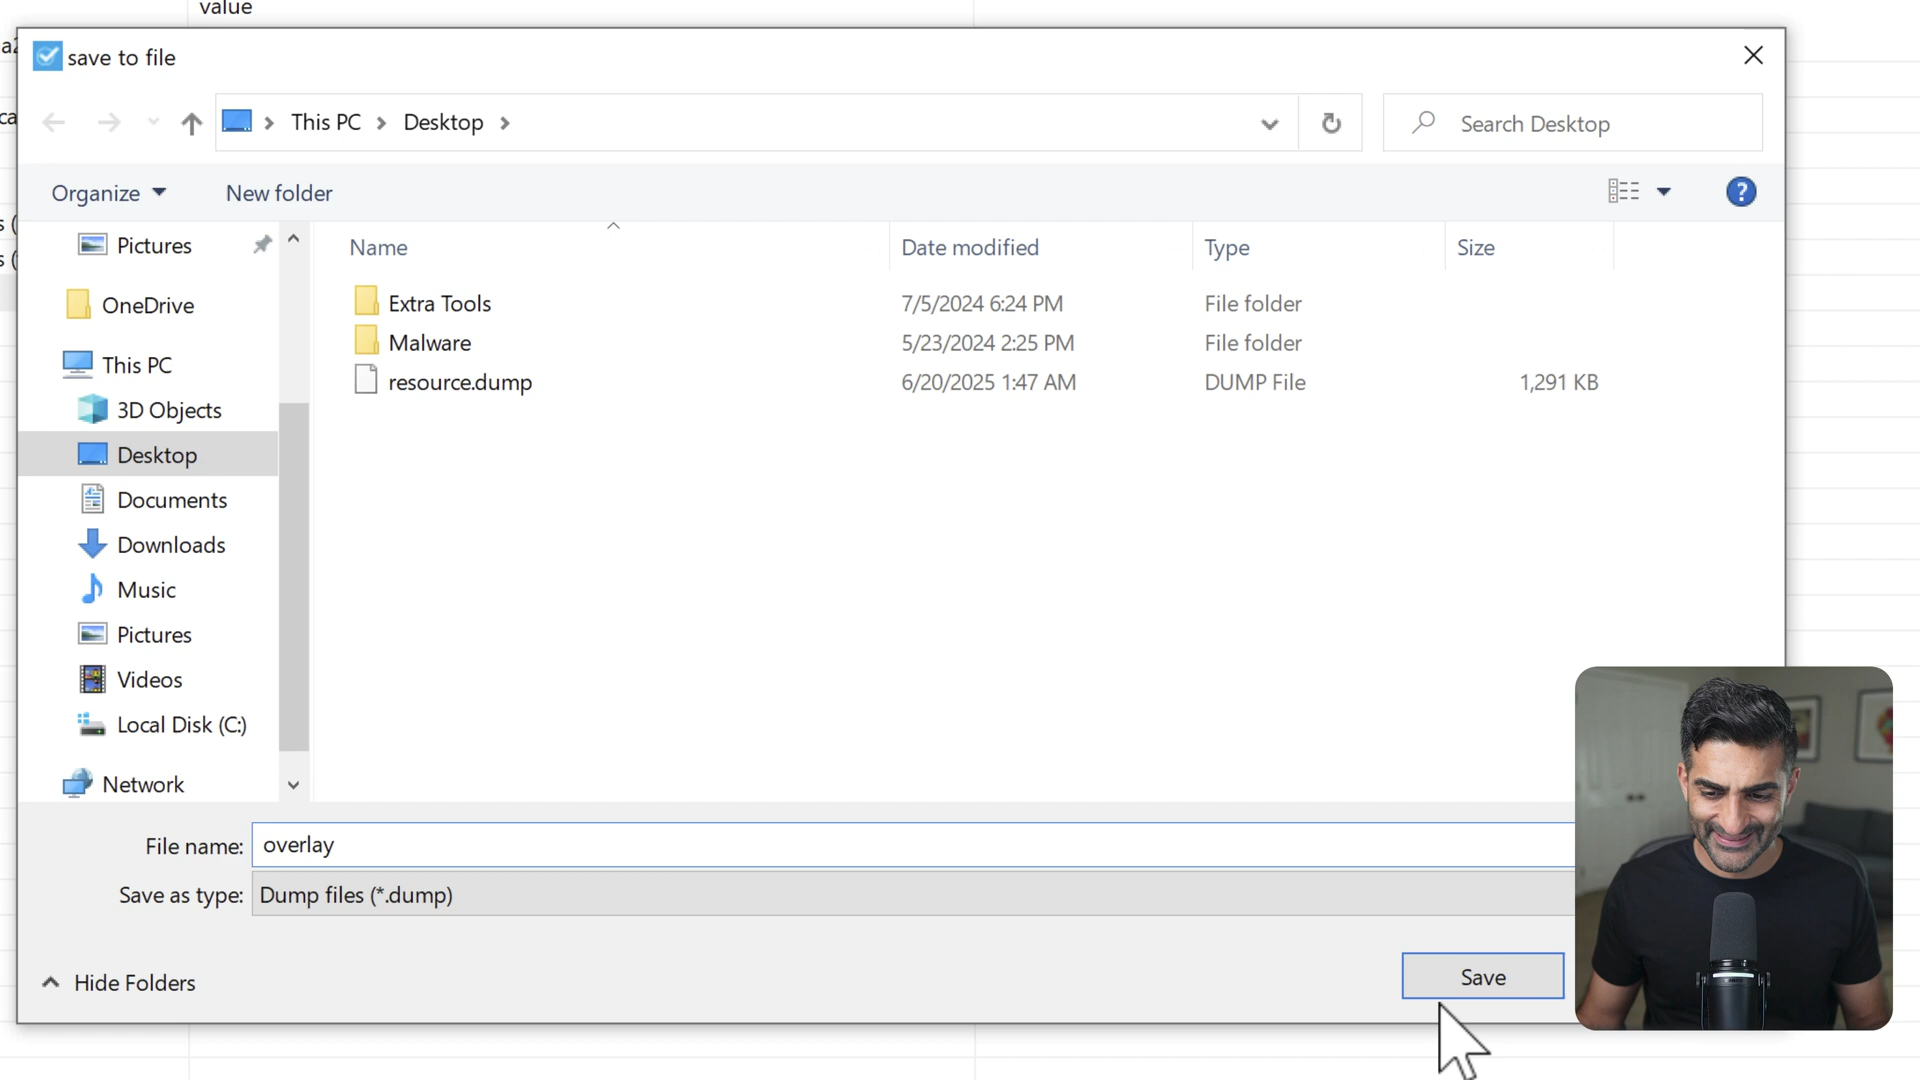 value
save to file
This PC
Desktop
Search Desktop
Organize
New folder
Name
Date modified
Type
Size
Pictures
OneDrive
This PC
3D Objects
Desktop
Documents
Downloads
Music
Pictures
Videos
Local Disk (C:)
Network
Extra Tools 7/5/2024 6:24 PM File folder
Malware 5/23/2024 2:25 PM File folder
resource.dump 6/20/2025 1:47 AM DUMP File 1,291 KB
File name: overlay
Save as type: Dump files (*.dump)
Hide Folders
Save